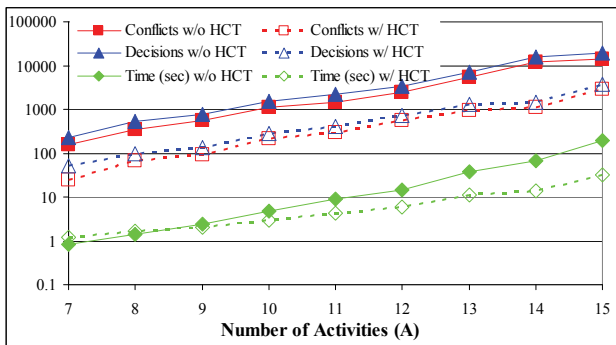 100000
10000
1000
100
10
1
0.1
Conflicts w/o HCT
Conflicts w/ HCT
Decisions w/o HCT
Decisions w/ HCT
Time (sec) w/o HCT
Time (sec) w/ HCT
7 8 9 10 11 12 13 14 15
Number of Activities (A)